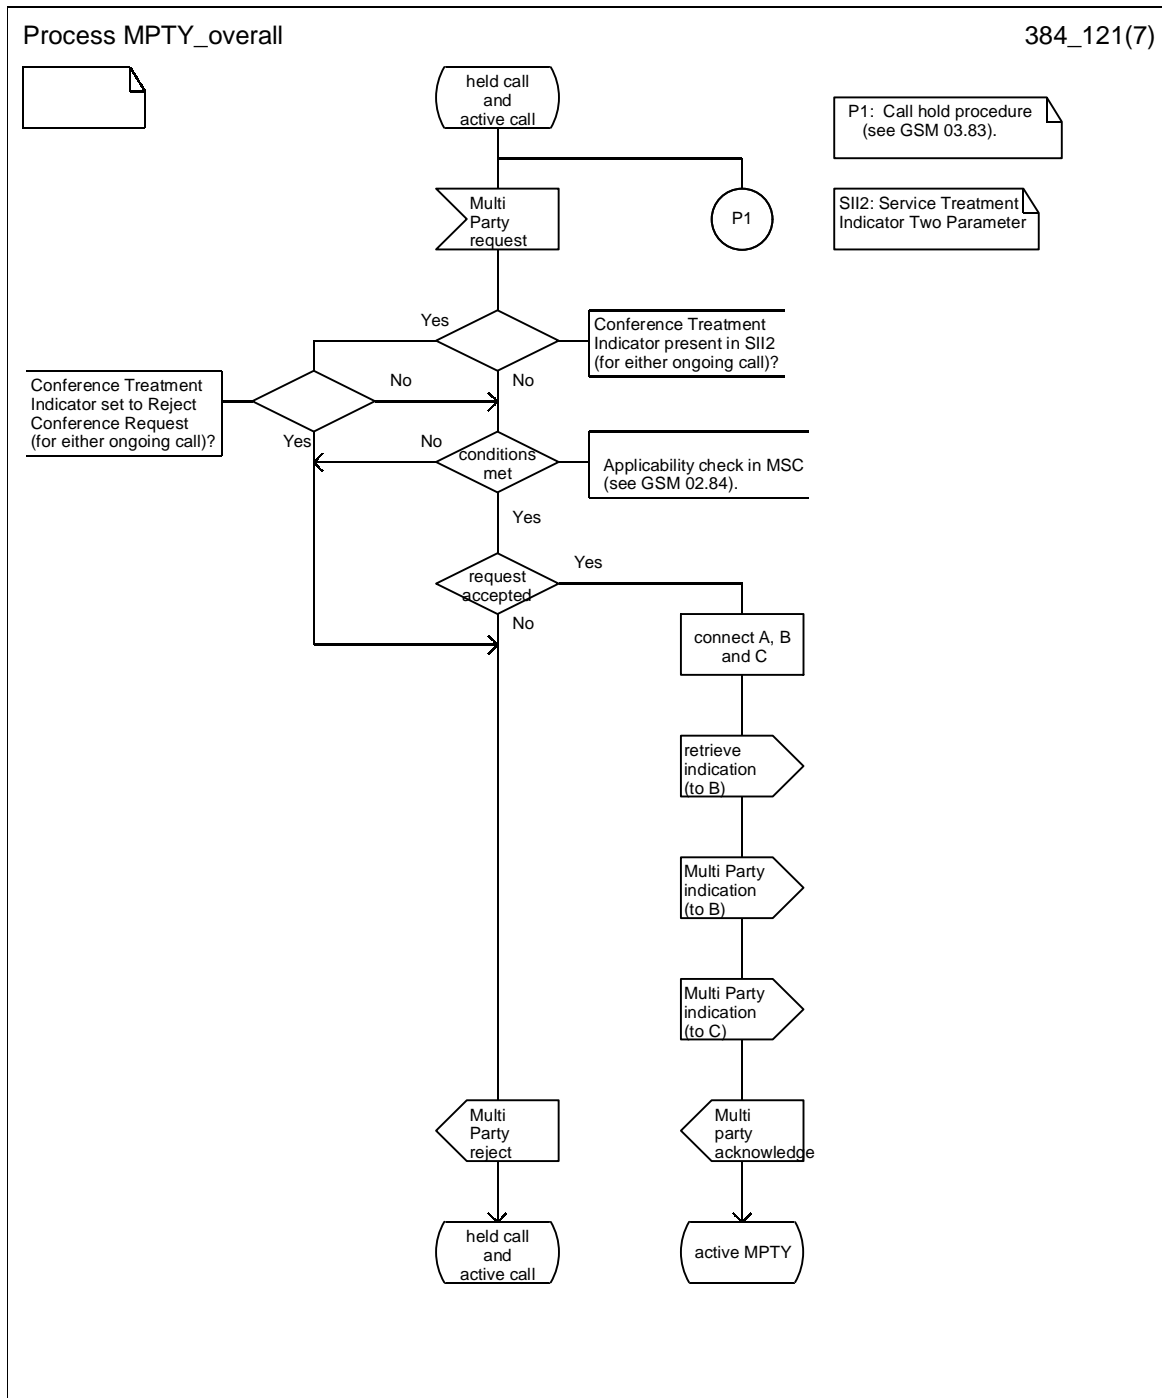 Process MPTY_overall
384_121(7)
held call
and
active call
P1: Call hold procedure
(see GSM 03.83).
Multi
Party
request
P1
SII2: Service Treatment
Indicator Two Parameter
Yes
Conference Treatment
Indicator present in SII2
(for either ongoing call)?
No
No
Conference Treatment
Indicator set to Reject
Conference Request
(for either ongoing call)?
Yes
No
conditions
met
Applicability check in MSC
(see GSM 02.84).
Yes
request
accepted
Yes
No
connect A, B
and C
retrieve
indication
(to B)
Multi Party
indication
(to B)
Multi Party
indication
(to C)
Multi
Party
reject
Multi
party
acknowledge
held call
and
active call
active MPTY